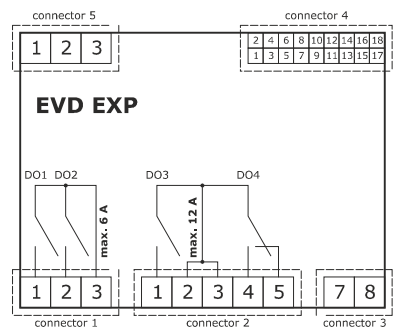 connector 5
connector 4
1 2 3
2 4 6 8 10 12 14 16 18
1 3 5 7 9 11 13 15 17
EVD EXP
DO1 DO2 DO3 DO4
max. 6 A
max. 12 A
1 2 3 1 2 3 4 5 7 8
connector 1 connector 2 connector 3